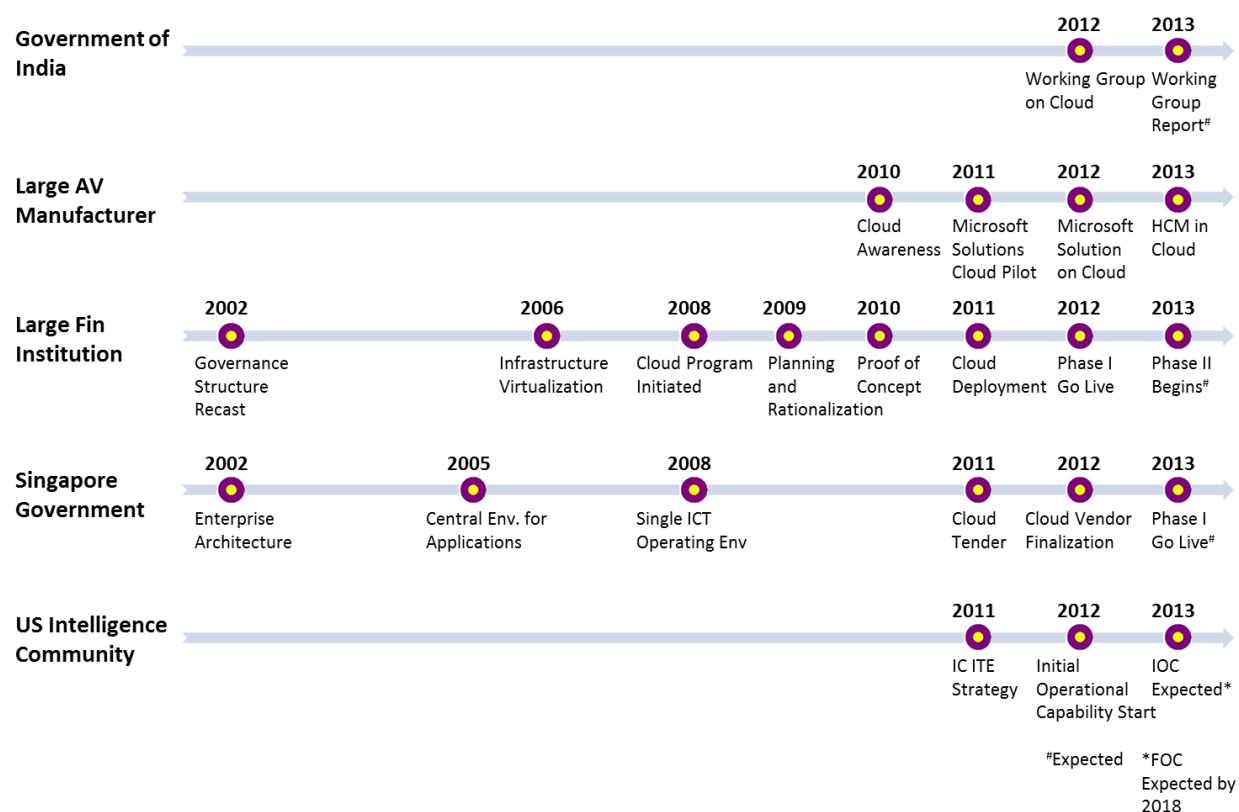 Government of
India
2012
2013
Working Group
on Cloud
Working
Group
Report#
Large AV
Manufacturer
2010
2011
2012
2013
Cloud
Awareness
Microsoft
Solutions
Cloud Pilot
Microsoft
Solution
on Cloud
HCM in
Cloud
Large Fin
Institution
2002
2006
2008
2009
2010
2011
2012
2013
Governance
Structure
Recast
Infrastructure
Virtualization
Cloud Program
Initiated
Planning
and
Rationalization
Proof of
Concept
Cloud
Deployment
Phase I
Go Live
Phase II
Begins#
Singapore
Government
2002
2005
2008
2011
2012
2013
Enterprise
Architecture
Central Env. for
Applications
Single ICT
Operating Env
Cloud
Tender
Cloud Vendor
Finalization
Phase I
Go Live#
US Intelligence
Community
2011
2012
2013
IC ITE
Strategy
Initial
Operational
Capability Start
IOC
Expected*
#Expected
*FOC
Expected by
2018